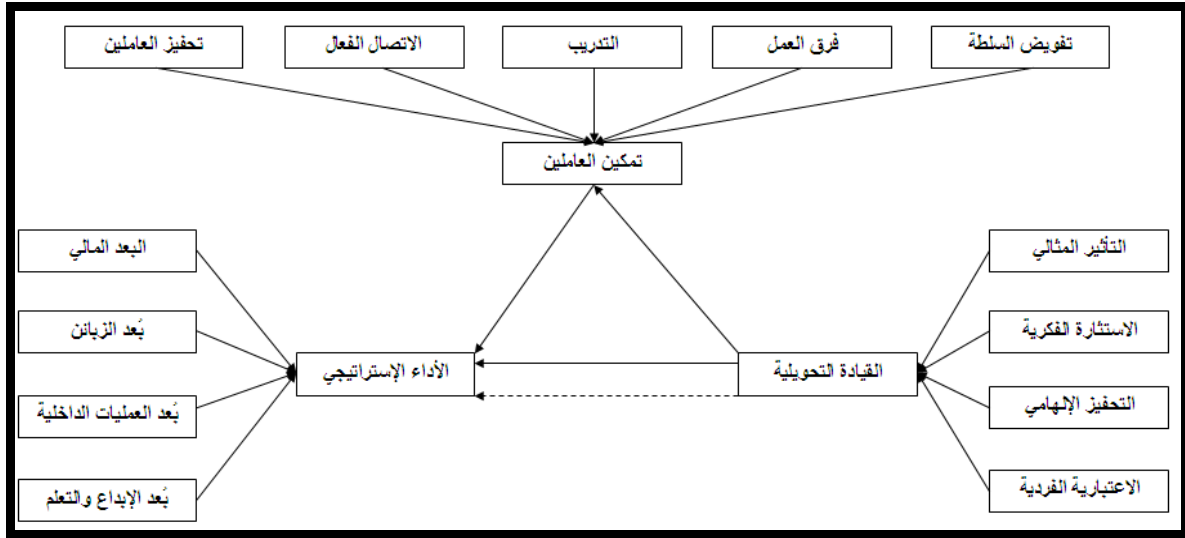 تفويض السلطة
فرق العمل
التدريب
الاتصال الفعال
تحفيز العاملين
تمكين العاملين
التأثير المثالي
البعد المالي
الاستثارة الفكرية
بُعد الزبائن
القيادة التحويلية
الأداء الإستراتيجي
التحفيز الإلهامي
بُعد العمليات الداخلية
الاعتبارية الفردية
بُعد الإبداع والتعلم